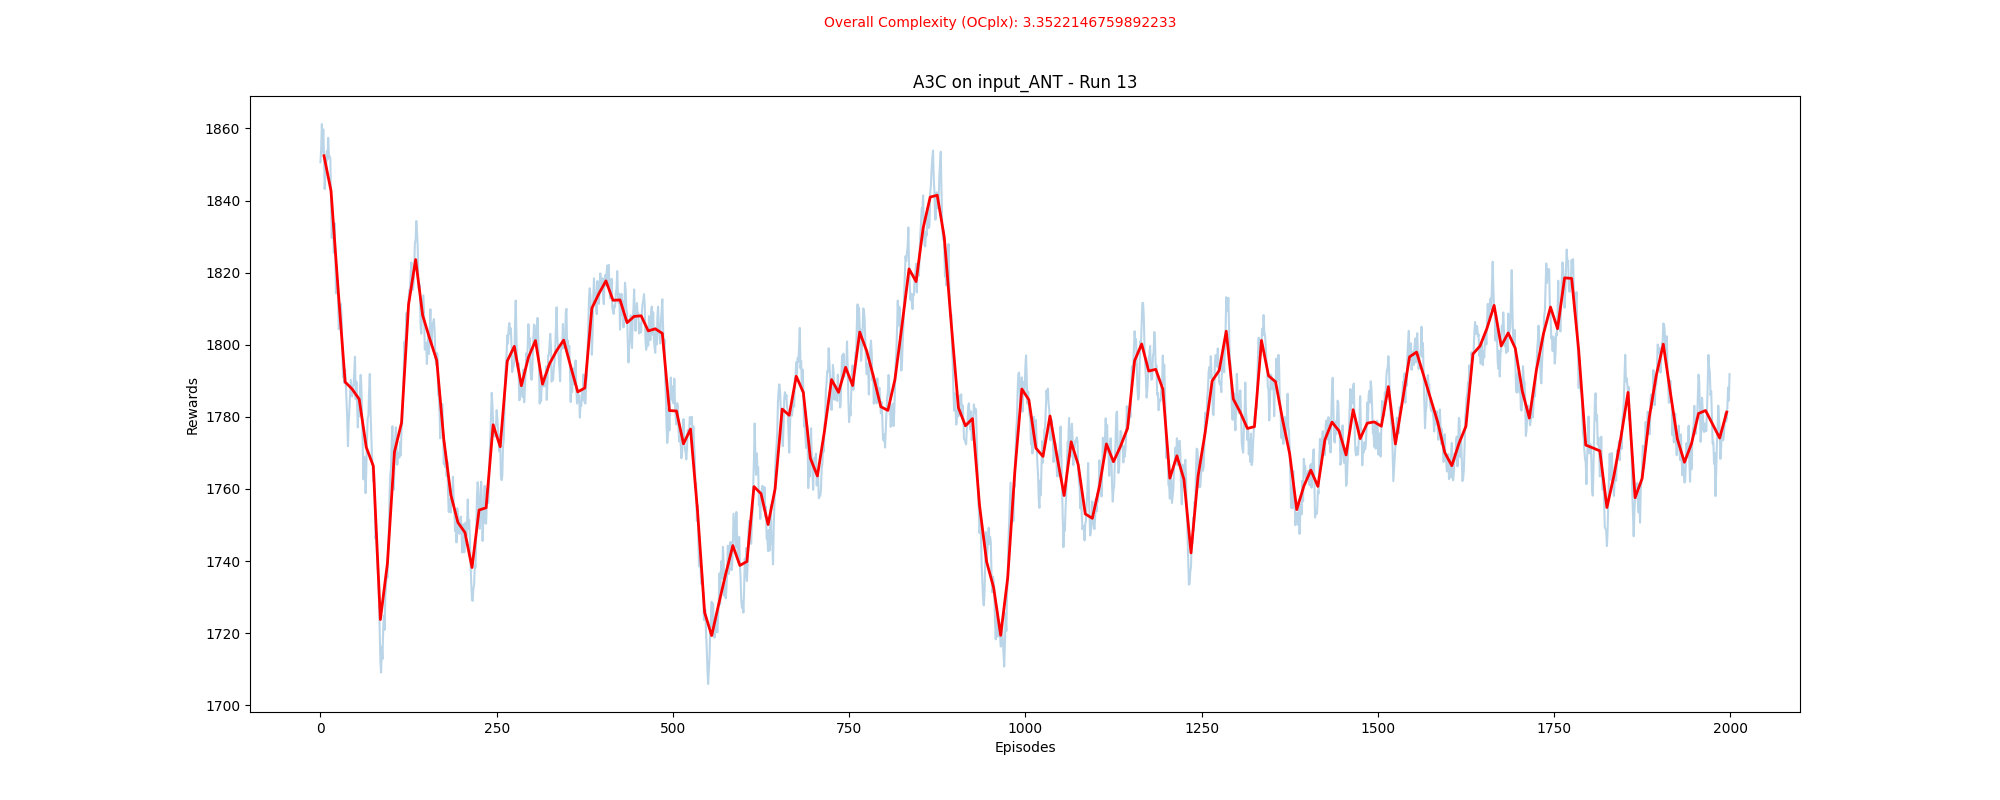 Overall Complexity (OCplx): 3.3522146759892233
A3C on input_ANT - Run 13
1860
1840
1820
1800
1780
1760
1740
1720
1700
Rewards
0 250 500 750 1000 1250 1500 1750 2000
Episodes